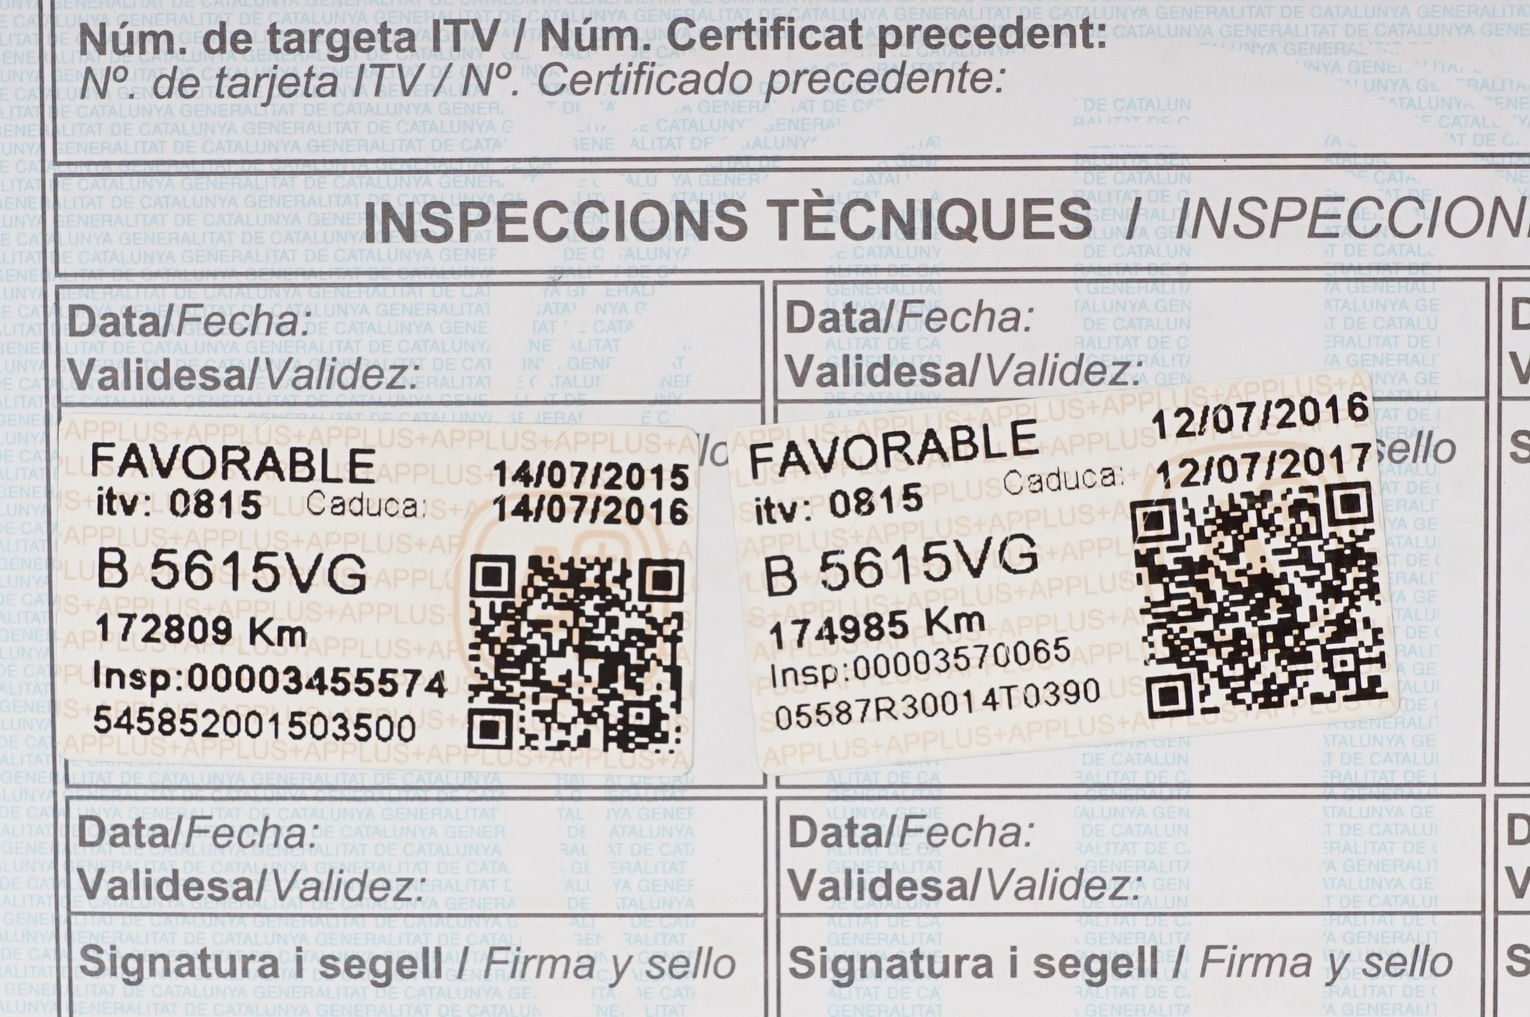 Núm. de targeta ITV / Núm. Certificat precedent:
Nº. de tarjeta ITV / Nº. Certificado precedente:
INSPECCIONS TÈCNIQUES /
Data/Fecha:
Validesa/Validez:
FAVORABLE
14/07/2015
itv: 0815 Caduca: 14/07/2016
B 5615VG
172809 Km
Insp:00003455574
545852001503500
Data/Fecha:
Validesa/Validez:
sello
FAVORABLE
12/07/2016
itv: 0815 Caduca: 12/07/2017
B 5615VG
174985 Km
Insp:00003570065
05587R30014T0390
Data/Fecha:
Validesa/Validez:
Signatura i segell / Firma y sello
Data/Fecha:
Validesa/Validez:
Signatura i segell / Firma y sello